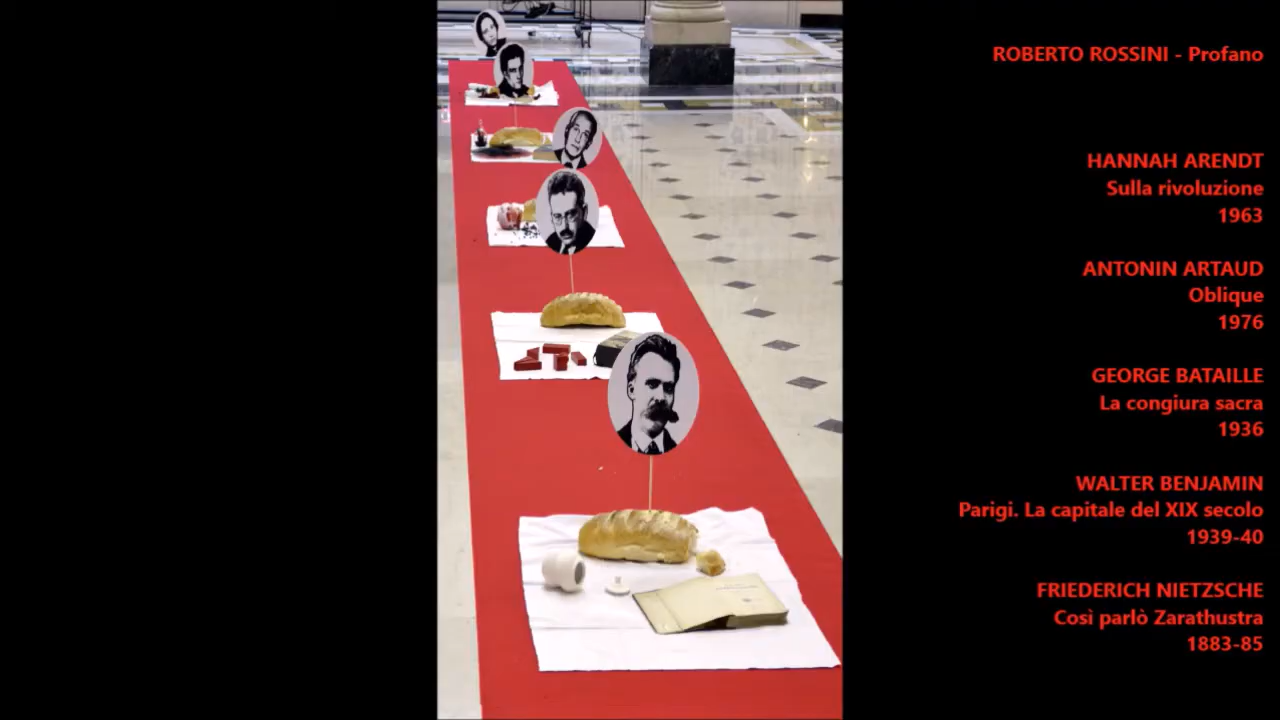 ROBERTO ROSSINI - Profano
HANNAH ARENDT
Sulla rivoluzione
1963
ANTONIN ARTAUD
Oblique
1976
GEORGE BATAILLE
La congiura sacra
1936
WALTER BENJAMIN
Parigi. La capitale del XIX secolo
1939-40
FRIEDERICH NIETZSCHE
Così parlò Zarathustra
1883-85